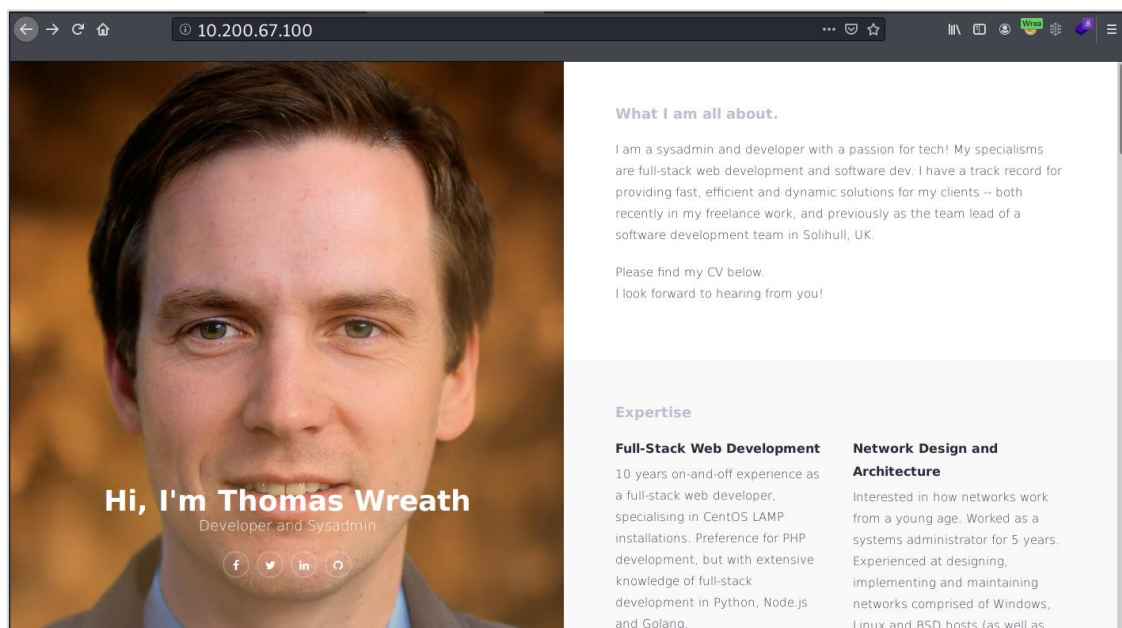 10.200.67.100
Wrea
8
Hi, I'm Thomas Wreath
Developer and Sysadmin
What I am all about.
I am a sysadmin and developer with a passion for tech! My specialisms
are full-stack web development and software dev. I have a track record for
providing fast, efficient and dynamic solutions for my clients -- both
recently in my freelance work, and previously as the team lead of a
software development team in Solihull, UK.
Please find my CV below.
I look forward to hearing from you!
Expertise
Full-Stack Web Development
10 years on-and-off experience as
a full-stack web developer,
specialising in CentOS LAMP
installations. Preference for PHP
development, but with extensive
knowledge of full-stack
development in Python, Node.js
and Golang.
Network Design and
Architecture
Interested in how networks work
from a young age. Worked as a
systems administrator for 5 years.
Experienced at designing,
implementing and maintaining
networks comprised of Windows,
Linux and BSD hosts (as well as